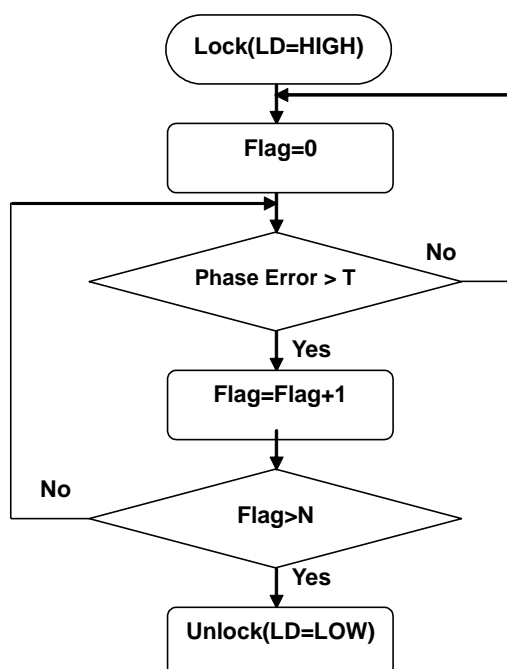 Lock(LD=HIGH)
Flag=0
Phase Error > T
No
Yes
Flag=Flag+1
Flag>N
No
Yes
Unlock(LD=LOW)